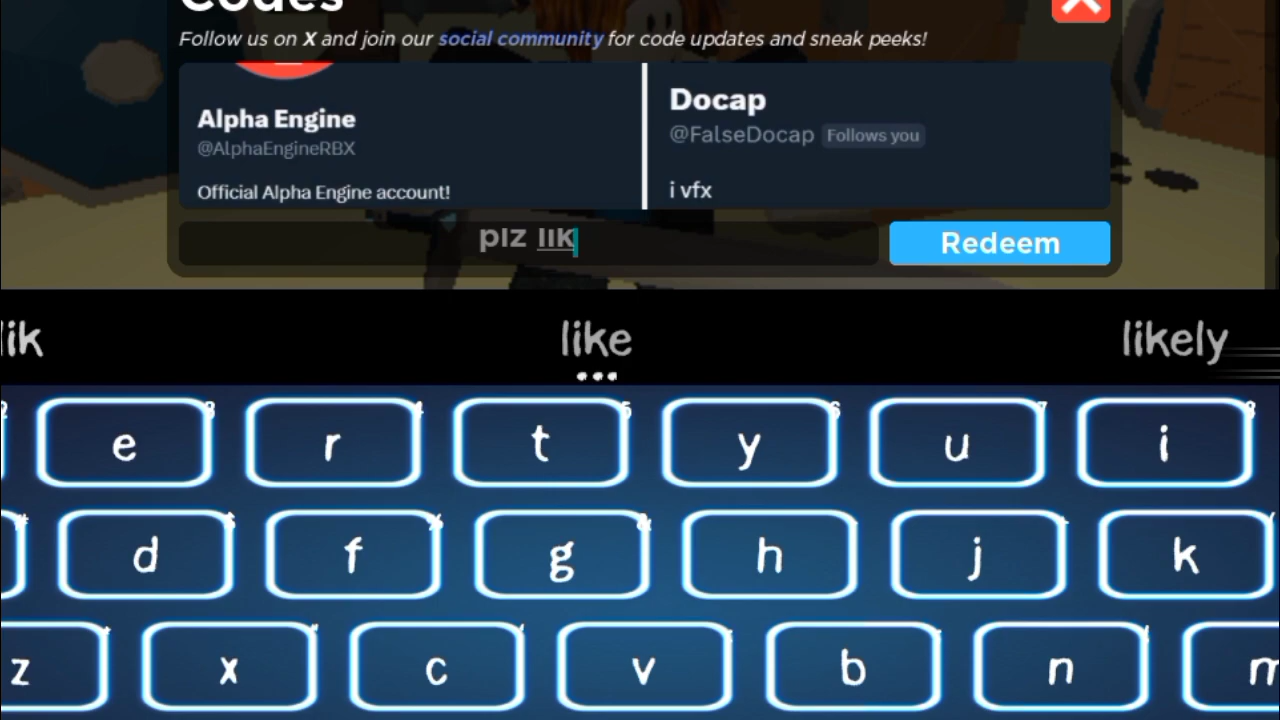 Codes
Follow us on X and join our social community for code updates and sneak peeks!
Alpha Engine
@AlphaEngineRBX
Official Alpha Engine account!
Docap
@FalseDocap Follows you
i vfx
plz lik
Redeem
lik like likely
e r t y u i
d f g h j k
z x c v b n m